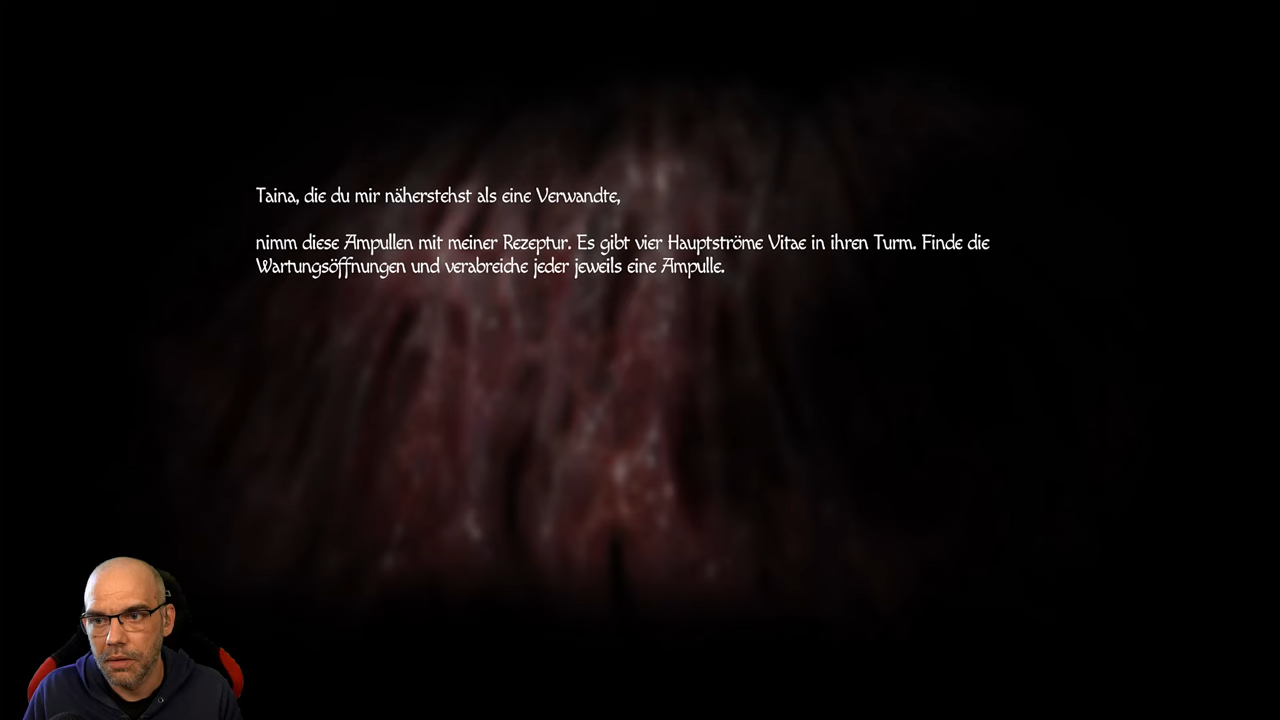 Taina, die du mir näherstehst als eine Verwandte,
nimm diese Ampullen mit meiner Rezeptur. Es gibt vier Hauptströme Vitae in ihren Turm. Finde die
Wartungsöffnungen und verabreiche jeder jeweils eine Ampulle.